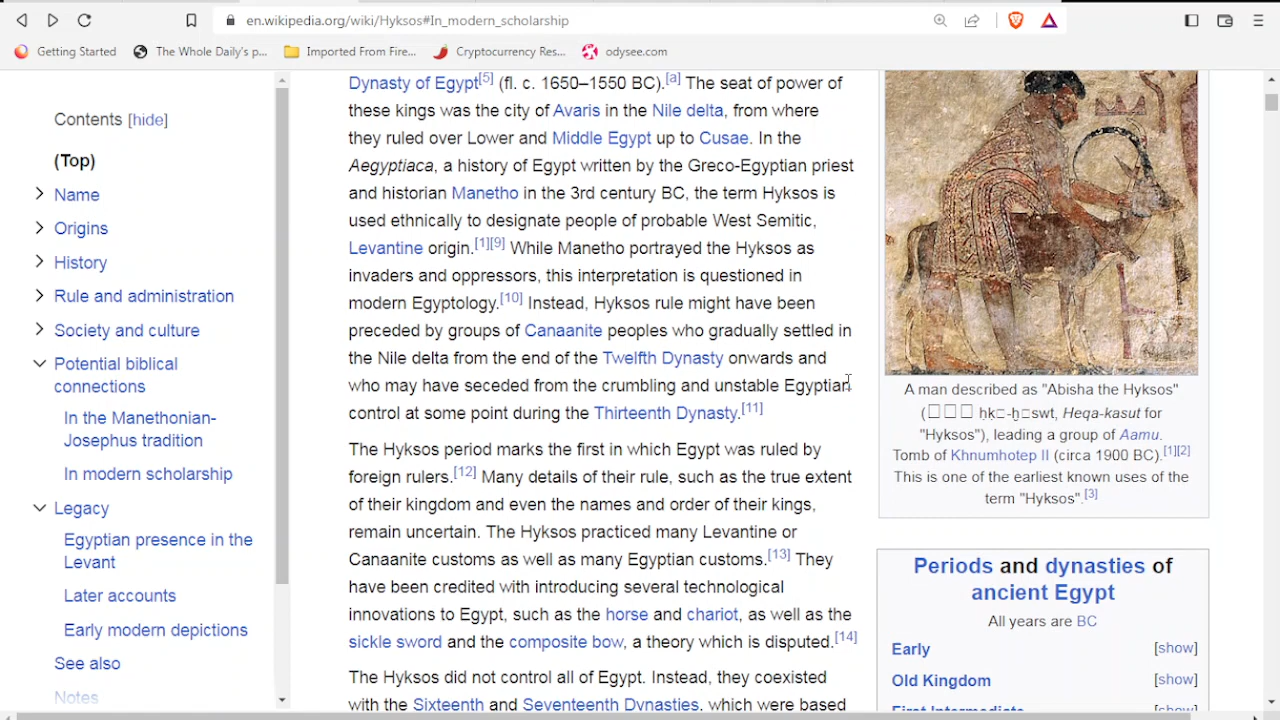 en.wikipedia.org/wiki/Hyksos#In_modern_scholarship
Getting Started
The Whole Daily's p...
Imported From Fire...
Cryptocurrency Res...
odysee.com
Contents [hide]
(Top)
Name
Origins
History
Rule and administration
Society and culture
Potential biblical
connections
In the Manethonian-
Josephus tradition
In modern scholarship
Legacy
Egyptian presence in the
Levant
Later accounts
Early modern depictions
See also
Notes
Dynasty of Egypt[5] (fl. c. 1650–1550 BC).[a] The seat of power of
these kings was the city of Avaris in the Nile delta, from where
they ruled over Lower and Middle Egypt up to Cusae. In the
Aegyptiaca, a history of Egypt written by the Greco-Egyptian priest
and historian Manetho in the 3rd century BC, the term Hyksos is
used ethnically to designate people of probable West Semitic,
Levantine origin.[1][9] While Manetho portrayed the Hyksos as
invaders and oppressors, this interpretation is questioned in
modern Egyptology.[10] Instead, Hyksos rule might have been
preceded by groups of Canaanite peoples who gradually settled in
the Nile delta from the end of the Twelfth Dynasty onwards and
who may have seceded from the crumbling and unstable Egyptian
control at some point during the Thirteenth Dynasty.[11]
The Hyksos period marks the first in which Egypt was ruled by
foreign rulers.[12] Many details of their rule, such as the true extent
of their kingdom and even the names and order of their kings,
remain uncertain. The Hyksos practiced many Levantine or
Canaanite customs as well as many Egyptian customs.[13] They
have been credited with introducing several technological
innovations to Egypt, such as the horse and chariot, as well as the
sickle sword and the composite bow, a theory which is disputed.[14]
The Hyksos did not control all of Egypt. Instead, they coexisted
with the Sixteenth and Seventeenth Dynasties, which were based
A man described as "Abisha the Hyksos"
(□□□ ḥḳ□-ḫ□swt, Heqa-kasut for
"Hyksos"), leading a group of Aamu.
Tomb of Khnumhotep II (circa 1900 BC).[1][2]
This is one of the earliest known uses of the
term "Hyksos".[3]
Periods and dynasties of
ancient Egypt
All years are BC
Early [show]
Old Kingdom [show]
First Intermediate [show]